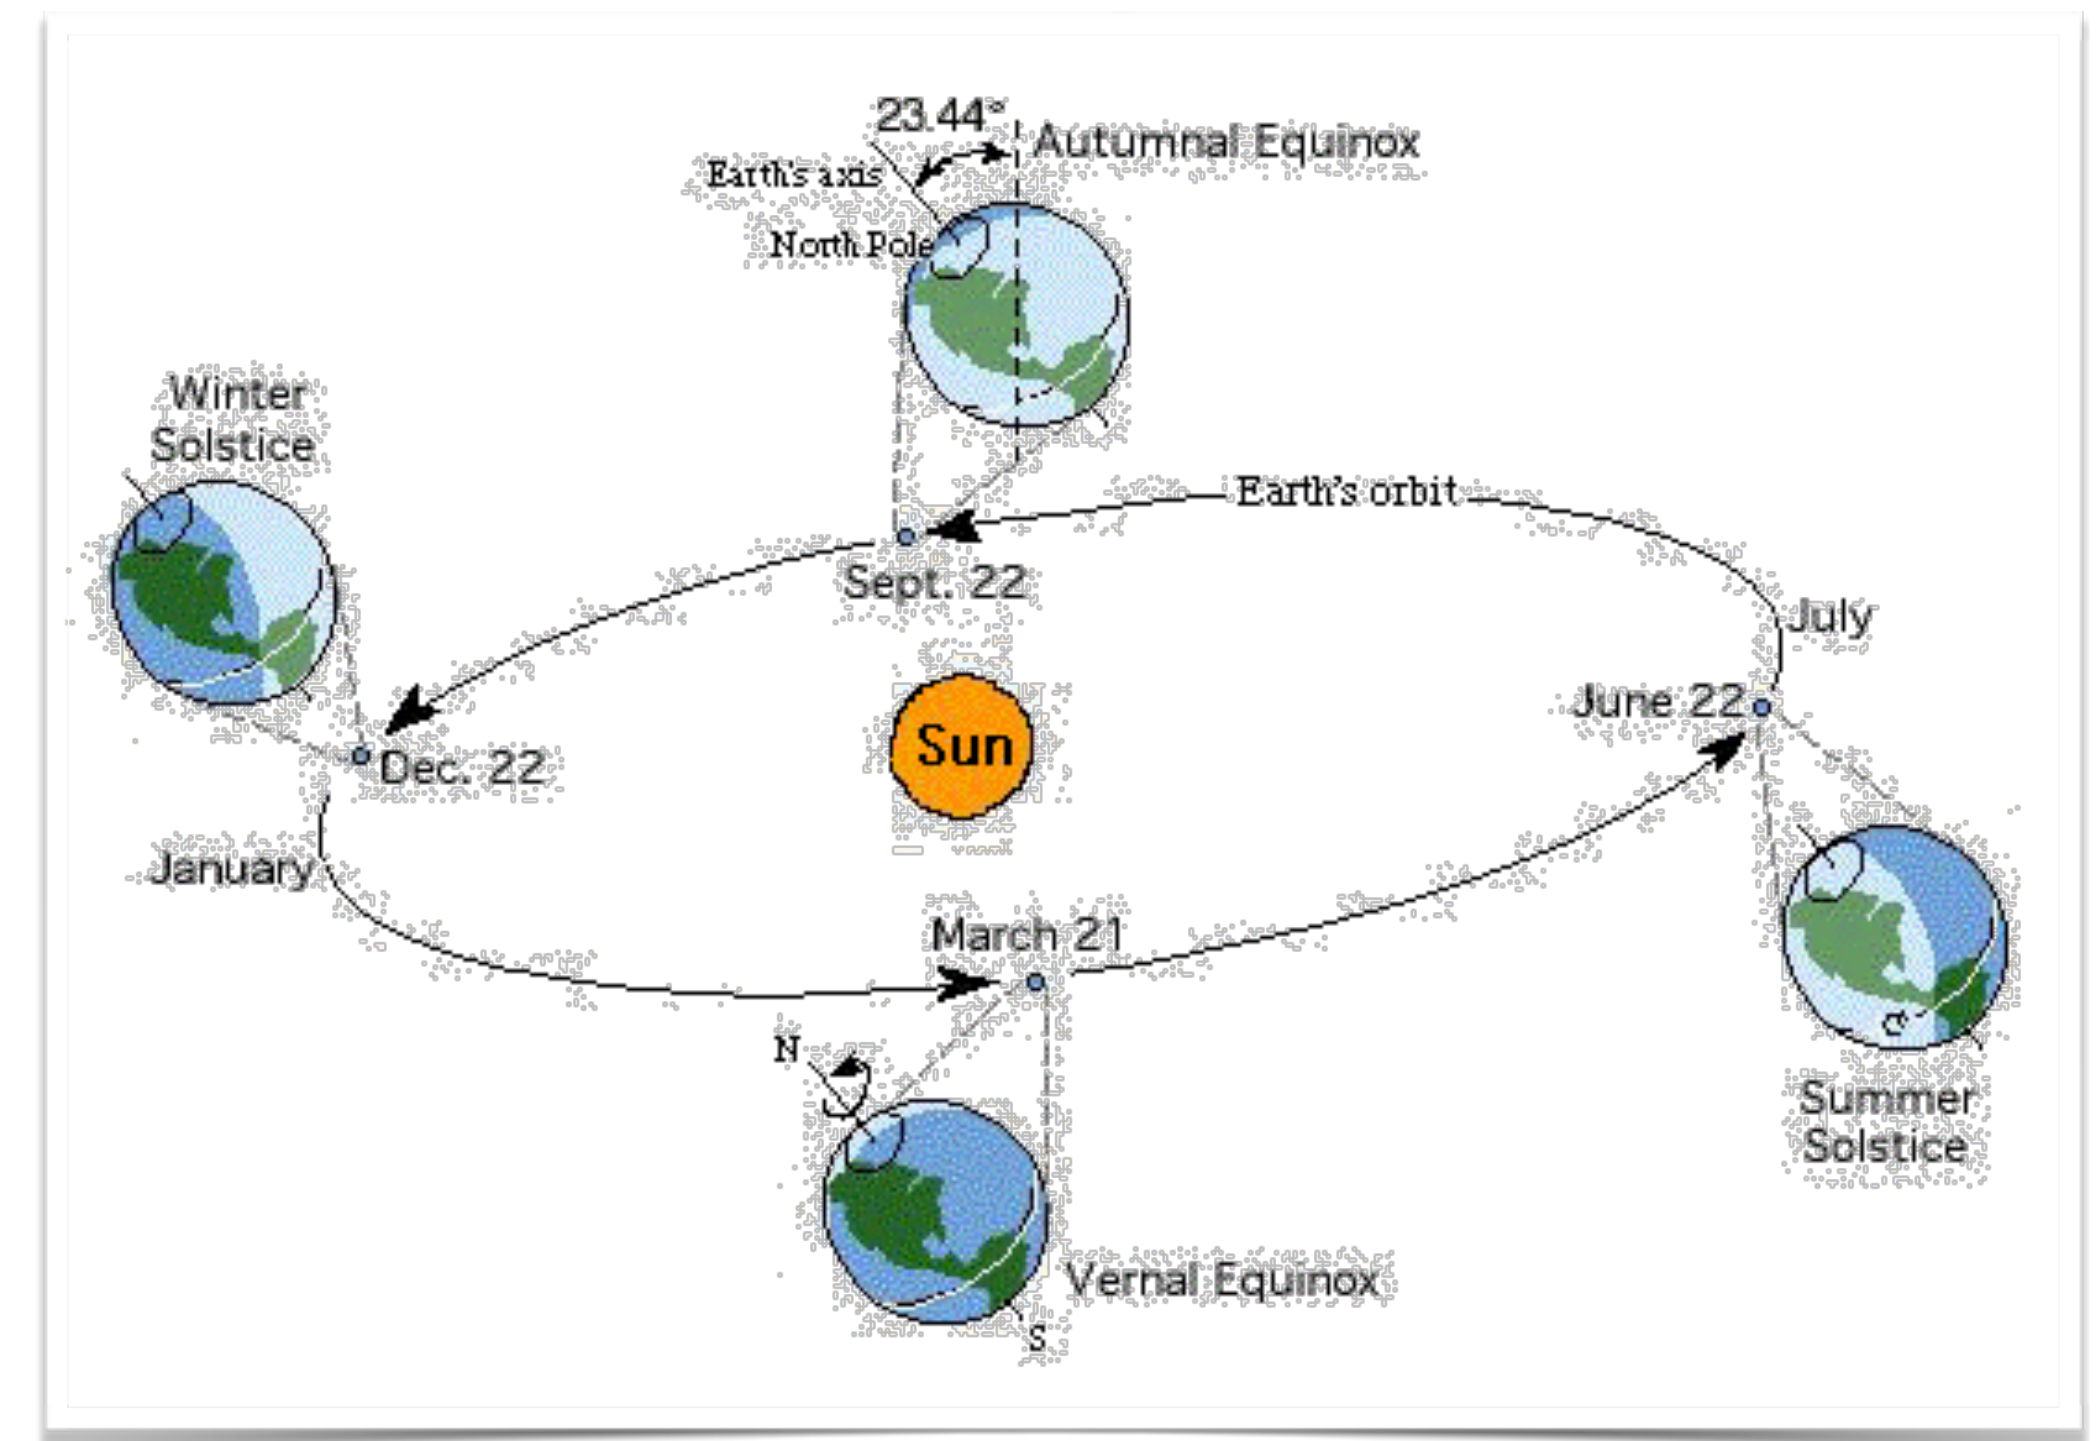 23.44°
Autumnal Equinox
Earth's axis
North Pole
Winter
Solstice
Earth's orbit
Sept. 22
July
June 22
Sun
Dec. 22
January
March 21
N
Summer
Solstice
Vernal Equinox
S